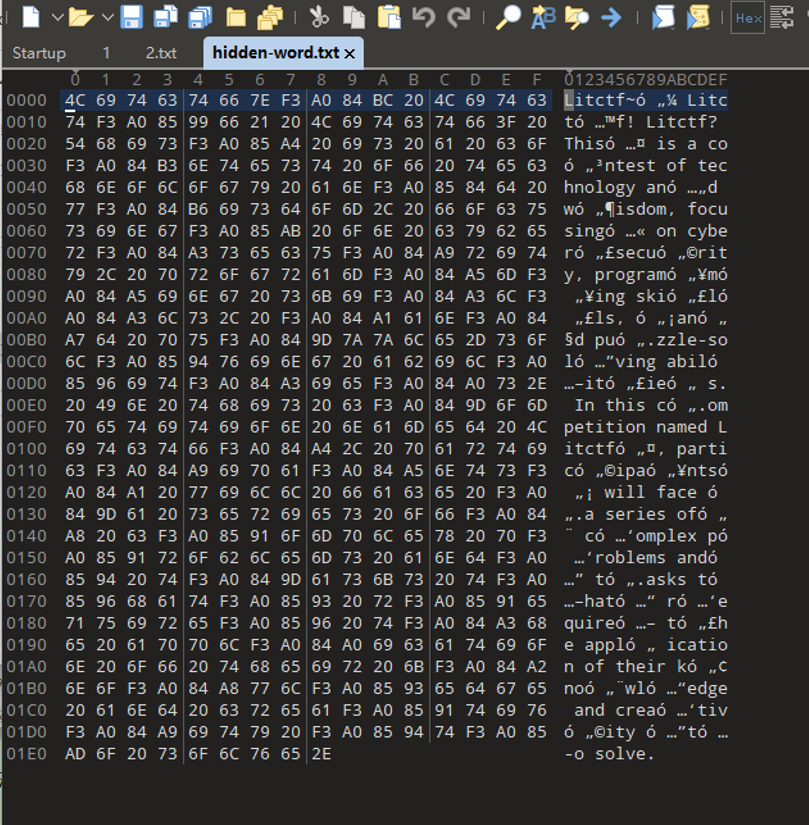 Hex
Startup 1 2.txt hidden-word.txt ×
0 1 2 3 4 5 6 7 8 9 A B C D E F 0123456789ABCDEF
0000 4C 69 74 63 74 66 7E F3 A0 84 BC 20 4C 69 74 63 Litctf~ó „¼ Litc
0010 74 F3 A0 85 99 66 21 20 4C 69 74 63 74 66 3F 20 tó …™f! Litctf?
0020 54 68 69 73 F3 A0 85 A4 20 69 73 20 61 20 63 6F Thisó …¤ is a co
0030 F3 A0 84 B3 6E 74 65 73 74 20 6F 66 20 74 65 63 ó „³ntest of tec
0040 68 6E 6F 6C 6F 67 79 20 61 6E F3 A0 85 84 64 20 hnology anó …„d
0050 77 F3 A0 84 B6 69 73 64 6F 6D 2C 20 66 6F 63 75 wó „¶isdom, focu
0060 73 69 6E 67 F3 A0 85 AB 20 6F 6E 20 63 79 62 65 singó …« on cybe
0070 72 F3 A0 84 A3 73 65 63 75 F3 A0 84 A9 72 69 74 ró „£secuó „©rit
0080 79 2C 20 70 72 6F 67 72 61 6D F3 A0 84 A5 6D F3 y, programó „¥mó
0090 A0 84 A5 69 6E 67 20 73 6B 69 F3 A0 84 A3 6C F3 „¥ing skió „£ló
00A0 A0 84 A3 6C 73 2C 20 F3 A0 84 A1 61 6E F3 A0 84 „£ls, ó „¡anó „
00B0 A7 64 20 70 75 F3 A0 84 9D 7A 7A 6C 65 2D 73 6F §d puó „.zzle-so
00C0 6C F3 A0 85 94 76 69 6E 67 20 61 62 69 6C F3 A0 ló …”ving abiló
00D0 85 96 69 74 F3 A0 84 A3 69 65 F3 A0 84 A0 73 2E …–itó „£ieó „ s.
00E0 20 49 6E 20 74 68 69 73 20 63 F3 A0 84 9D 6F 6D In this có „.om
00F0 70 65 74 69 74 69 6F 6E 20 6E 61 6D 65 64 20 4C petition named L
0100 69 74 63 74 66 F3 A0 84 A4 2C 20 70 61 72 74 69 itctfó „¤, parti
0110 63 F3 A0 84 A9 69 70 61 F3 A0 84 A5 6E 74 73 F3 có „©ipaó „¥ntsó
0120 A0 84 A1 20 77 69 6C 6C 20 66 61 63 65 20 F3 A0 „¡ will face ó
0130 84 9D 61 20 73 65 72 69 65 73 20 6F 66 F3 A0 84 „.a series ofó „
0140 A8 20 63 F3 A0 85 91 6F 6D 70 6C 65 78 20 70 F3 ¨ có …‘omplex pó
0150 A0 85 91 72 6F 62 6C 65 6D 73 20 61 6E 64 F3 A0 …‘roblems andó
0160 85 94 20 74 F3 A0 84 9D 61 73 6B 73 20 74 F3 A0 …” tó „.asks tó
0170 85 96 68 61 74 F3 A0 85 93 20 72 F3 A0 85 91 65 …–ható …“ ró …‘e
0180 71 75 69 72 65 F3 A0 85 96 20 74 F3 A0 84 A3 68 quireó …– tó „£h
0190 65 20 61 70 70 6C F3 A0 84 A0 69 63 61 74 69 6F e appló „ icatio
01A0 6E 20 6F 66 20 74 68 65 69 72 20 6B F3 A0 84 A2 n of their kó „¢
01B0 6E 6F F3 A0 84 A8 77 6C F3 A0 85 93 65 64 67 65 noó „¨wló …“edge
01C0 20 61 6E 64 20 63 72 65 61 F3 A0 85 91 74 69 76 and creaó …‘tiv
01D0 F3 A0 84 A9 69 74 79 20 F3 A0 85 94 74 F3 A0 85 ó „©ity ó …”tó …
01E0 AD 6F 20 73 6F 6C 76 65 2E -o solve.